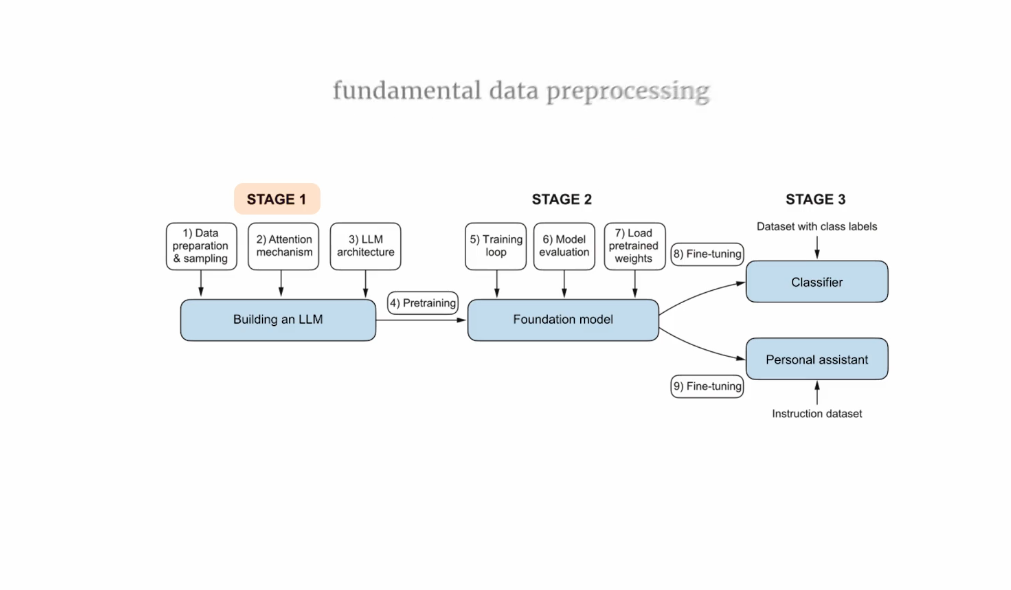 fundamental data preprocessing
STAGE 1
STAGE 2
STAGE 3
1) Data
preparation
& sampling
2) Attention
mechanism
3) LLM
architecture
4) Pretraining
Building an LLM
5) Training
loop
6) Model
evaluation
7) Load
pretrained
weights
Foundation model
8) Fine-tuning
Dataset with class labels
Classifier
Personal assistant
9) Fine-tuning
Instruction dataset